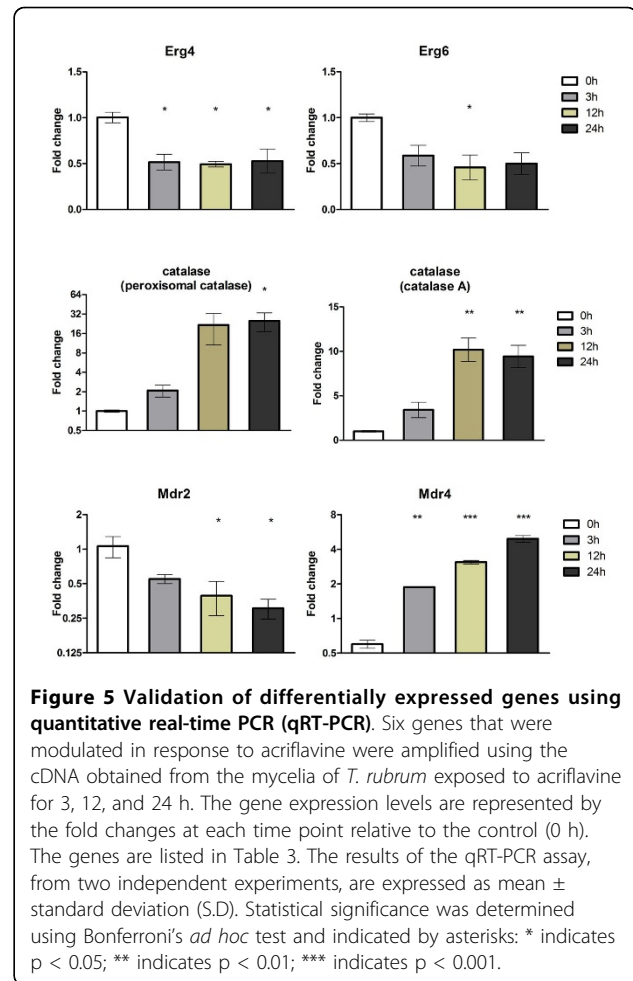 Erg4
Erg6
Fold change
1.5
1.0
0.5
0.0
*
*
*
Fold change
1.5
1.0
0.5
0.0
*
0h
3h
12h
24h
catalase
(peroxisomal catalase)
catalase
(catalase A)
Fold change
64
32
16
8
4
2
1
0.5
*
Fold change
15
10
5
0
**
**
0h
3h
12h
24h
Mdr2
Mdr4
Fold change
2
1
0.5
0.25
0.125
*
*
0h
3h
12h
24h
Fold change
8
4
2
1
0.5
**
***
***
0h
3h
12h
24h
Figure 5 Validation of differentially expressed genes using
quantitative real-time PCR (qRT-PCR). Six genes that were
modulated in response to acriflavine were amplified using the
cDNA obtained from the mycelia of T. rubrum exposed to acriflavine
for 3, 12, and 24 h. The gene expression levels are represented by
the fold changes at each time point relative to the control (0 h).
The genes are listed in Table 3. The results of the qRT-PCR assay,
from two independent experiments, are expressed as mean ±
standard deviation (S.D). Statistical significance was determined
using Bonferroni's ad hoc test and indicated by asterisks: * indicates
p < 0.05; ** indicates p < 0.01; *** indicates p < 0.001.